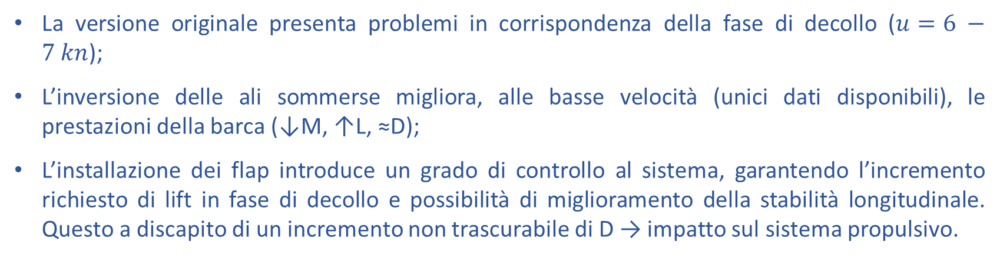 • La versione originale presenta problemi in corrispondenza della fase di decollo (u = 6 −
7 kn);
• L’inversione delle ali sommerse migliora, alle basse velocità (unici dati disponibili), le
prestazioni della barca (↓M, ↑L, ≈D);
• L’installazione dei flap introduce un grado di controllo al sistema, garantendo l’incremento
richiesto di lift in fase di decollo e possibilità di miglioramento della stabilità longitudinale.
Questo a discapito di un incremento non trascurabile di D → impatto sul sistema propulsivo.